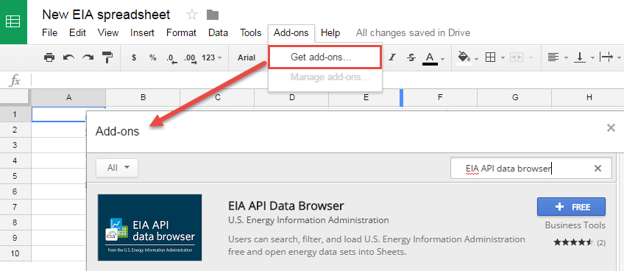 New EIA spreadsheet
File Edit View Insert Format Data Tools Add-ons Help All changes saved in Drive
$ % .0 .00 123 Arial I S A
Get add-ons...
Manage add-ons...
fx
A B C D E F G H
1
2
3
4
5
6
7
8
9
10
Add-ons
All
EIA API data browser
EIA API Data Browser
U.S. Energy Information Administration
Users can search, filter, and load U.S. Energy Information Administration
free and open energy data sets into Sheets.
+ FREE
Business Tools
(2)
EIA API
data browser
from the U.S. Energy Information Administration